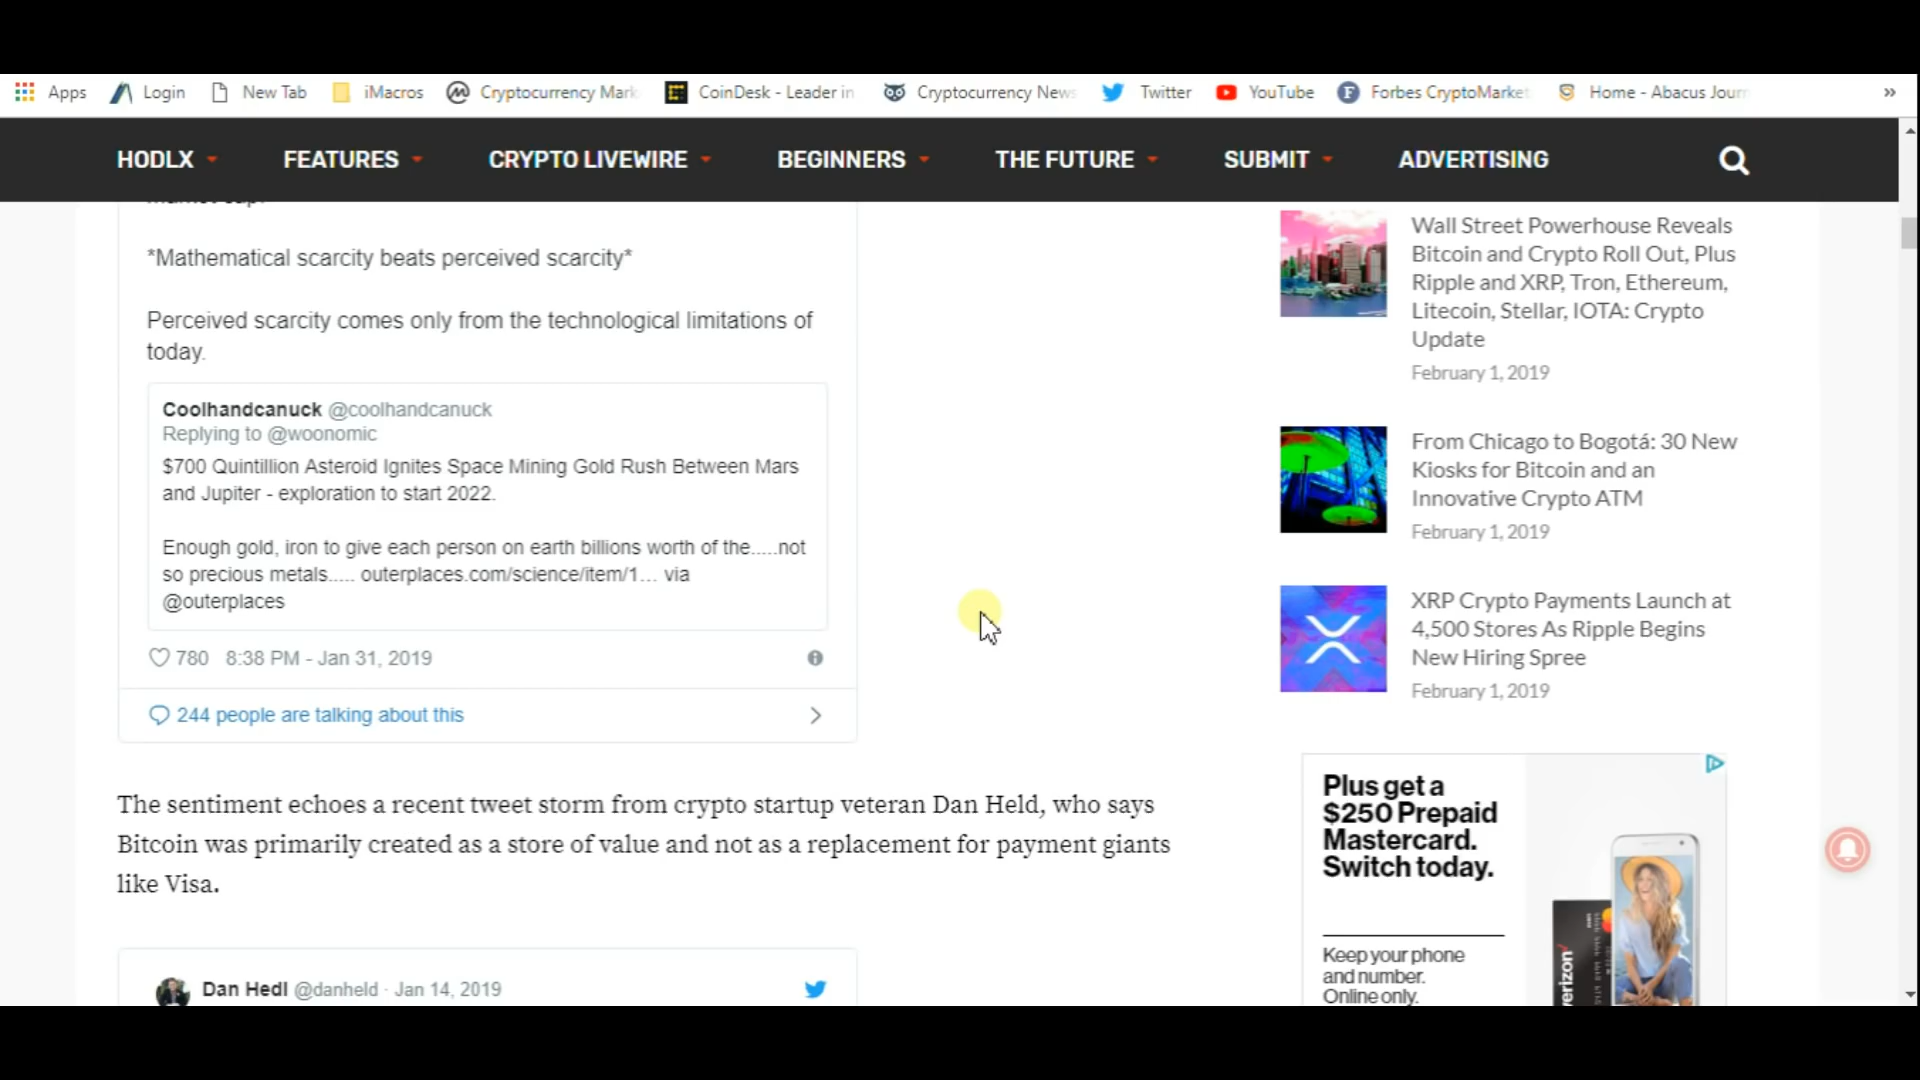 Apps Login New Tab iMacros Cryptocurrency Mark CoinDesk - Leader in Cryptocurrency News Twitter YouTube Forbes CryptoMarket Home - Abacus Journ »
HODLX FEATURES CRYPTO LIVEWIRE BEGINNERS THE FUTURE SUBMIT ADVERTISING
*Mathematical scarcity beats perceived scarcity*
Perceived scarcity comes only from the technological limitations of
today.
Coolhandcanuck @coolhandcanuck
Replying to @woonomic
$700 Quintillion Asteroid Ignites Space Mining Gold Rush Between Mars
and Jupiter - exploration to start 2022.
Enough gold, iron to give each person on earth billions worth of the.....not
so precious metals..... outerplaces.com/science/item/1... via
@outerplaces
780 8:38 PM - Jan 31, 2019
244 people are talking about this
The sentiment echoes a recent tweet storm from crypto startup veteran Dan Held, who says
Bitcoin was primarily created as a store of value and not as a replacement for payment giants
like Visa.
Dan Hedl @danheld · Jan 14, 2019
Wall Street Powerhouse Reveals
Bitcoin and Crypto Roll Out, Plus
Ripple and XRP, Tron, Ethereum,
Litecoin, Stellar, IOTA: Crypto
Update
February 1, 2019
From Chicago to Bogotá: 30 New
Kiosks for Bitcoin and an
Innovative Crypto ATM
February 1, 2019
XRP Crypto Payments Launch at
4,500 Stores As Ripple Begins
New Hiring Spree
February 1, 2019
Plus get a
$250 Prepaid
Mastercard.
Switch today.
Keep your phone
and number.
Online only.
verizon